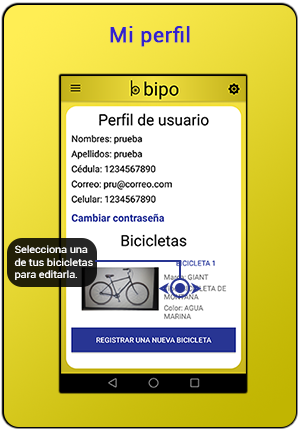 Mi perfil
bipo
Perfil de usuario
Nombres: prueba
Apellidos: prueba
Cédula: 1234567890
Correo: pru@correo.com
Celular: 1234567890
Cambiar contraseña
Bicicletas
Selecciona una
de tus bicicletas
para editarla.
BICICLETA 1
Marca: GIANT
BICICLETA DE
MONTAÑA
Color: AGUA
MARINA
REGISTRAR UNA NUEVA BICICLETA